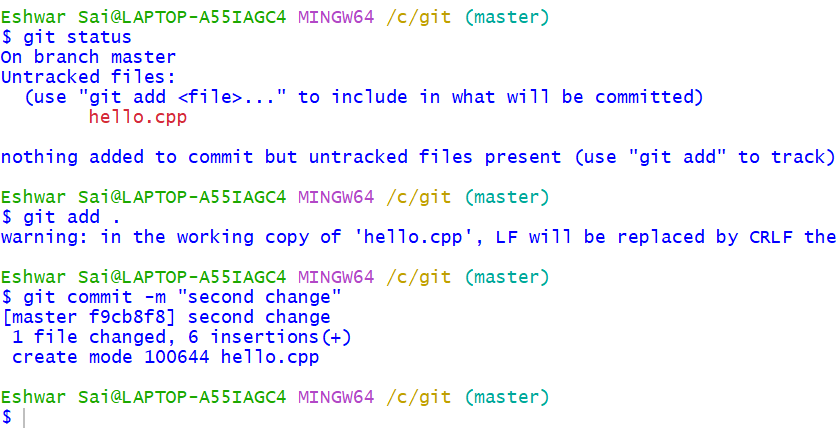 Eshwar Sai@LAPTOP-A55IAGC4 MINGW64 /c/git (master)
$ git status
On branch master
Untracked files:
  (use "git add <file>..." to include in what will be committed)
        hello.cpp

nothing added to commit but untracked files present (use "git add" to track)

Eshwar Sai@LAPTOP-A55IAGC4 MINGW64 /c/git (master)
$ git add .
warning: in the working copy of 'hello.cpp', LF will be replaced by CRLF the

Eshwar Sai@LAPTOP-A55IAGC4 MINGW64 /c/git (master)
$ git commit -m "second change"
[master f9cb8f8] second change
 1 file changed, 6 insertions(+)
 create mode 100644 hello.cpp

Eshwar Sai@LAPTOP-A55IAGC4 MINGW64 /c/git (master)
$